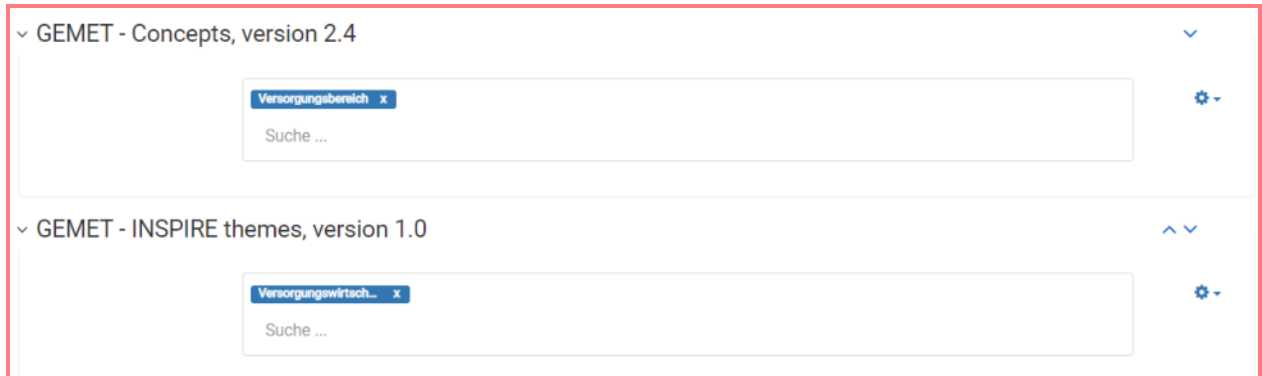 GEMET - Concepts, version 2.4
Versorgungsbereich x
Suche ...
GEMET - INSPIRE themes, version 1.0
Versorgungswirtsch... x
Suche ...